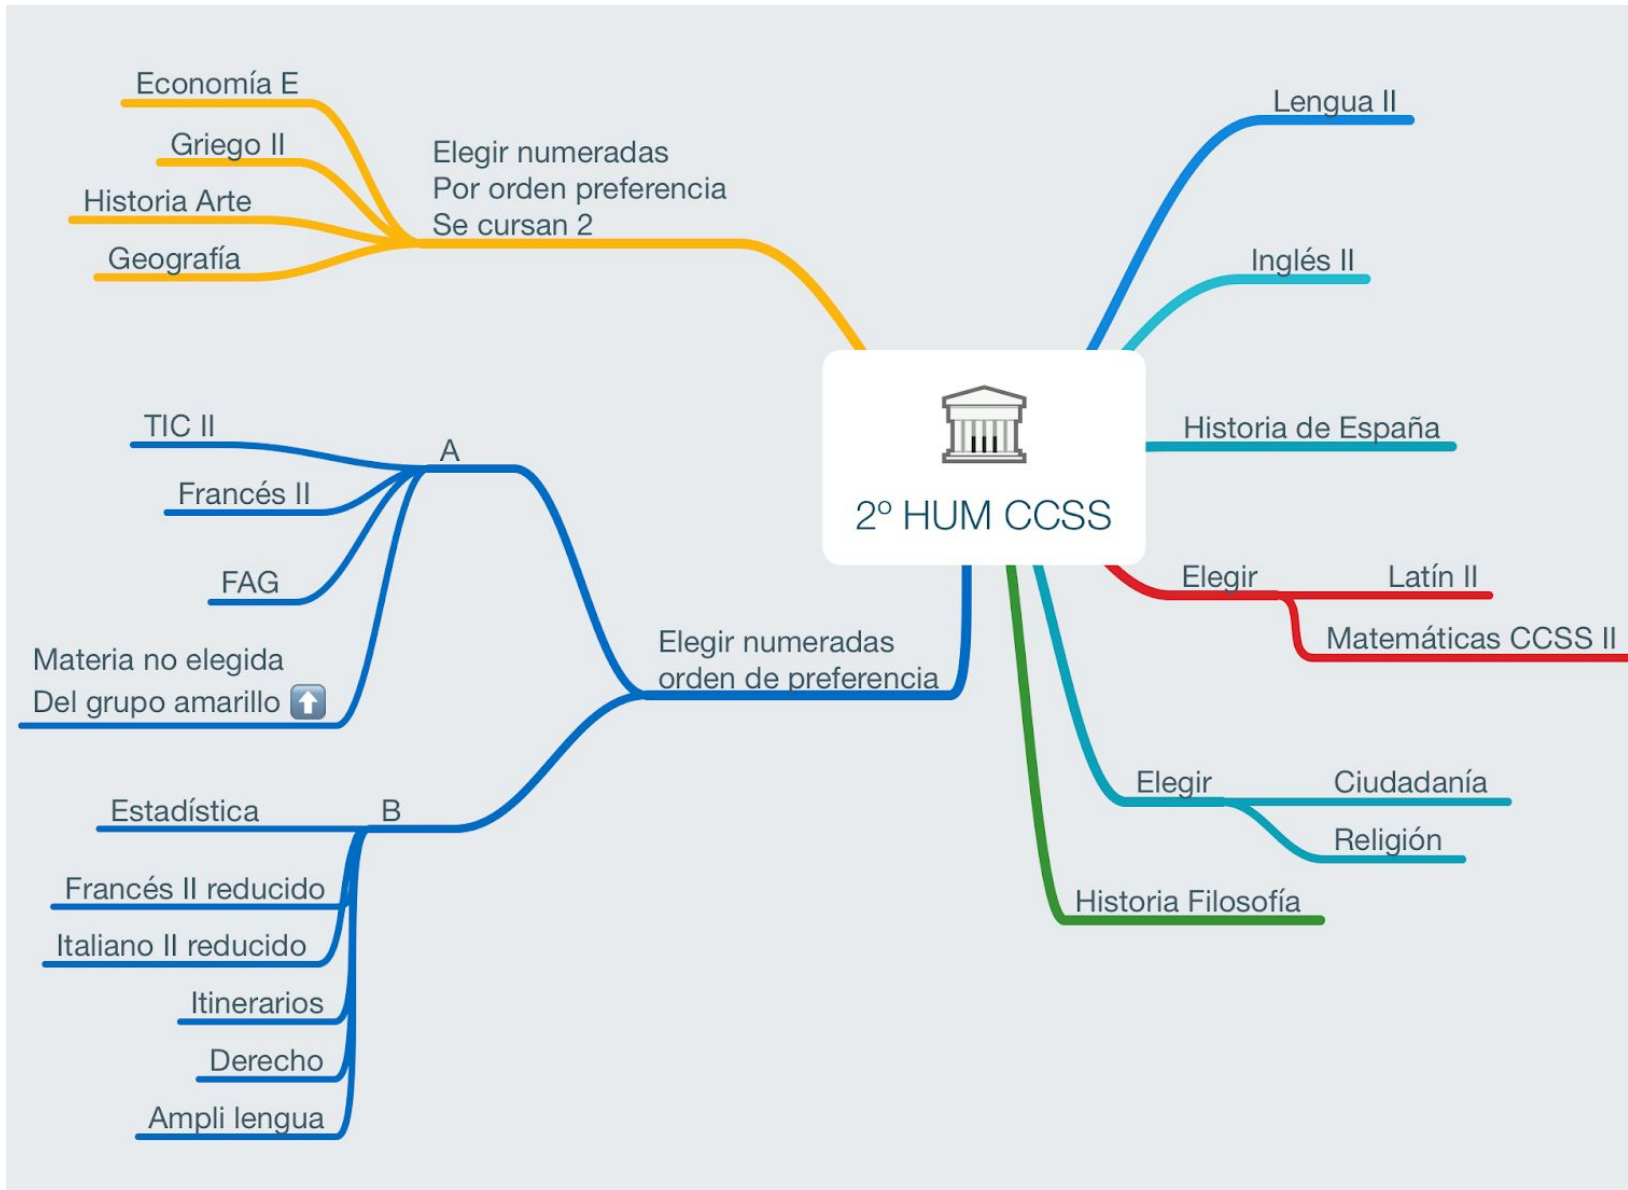 2º HUM CCSS
Lengua II
Inglés II
Historia de España
Elegir
Latín II
Matemáticas CCSS II
Elegir
Ciudadanía
Religión
Historia Filosofía
Elegir numeradas
Por orden preferencia
Se cursan 2
Economía E
Griego II
Historia Arte
Geografía
Elegir numeradas
orden de preferencia
A
TIC II
Francés II
FAG
Materia no elegida
Del grupo amarillo
B
Estadística
Francés II reducido
Italiano II reducido
Itinerarios
Derecho
Ampli lengua